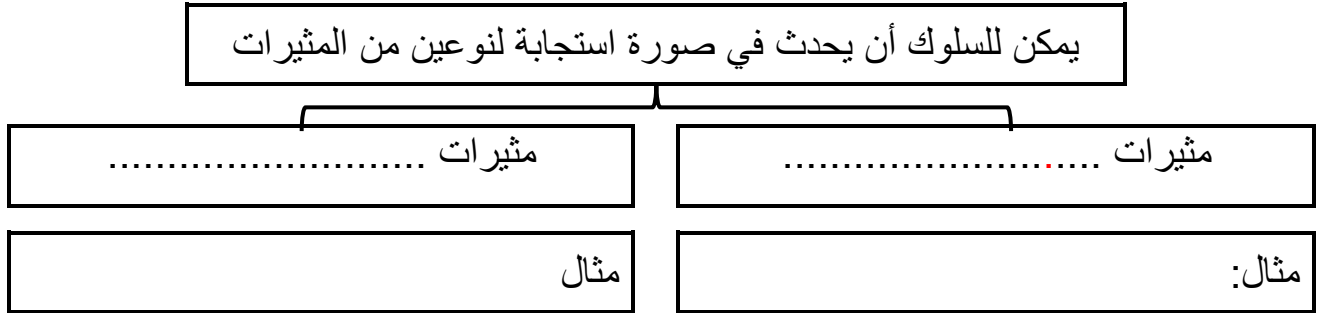 يمكن للسلوك أن يحدث في صورة استجابة لنوعين من المثيرات
مثيرات ...........................
مثيرات ...........................
مثال:
مثال